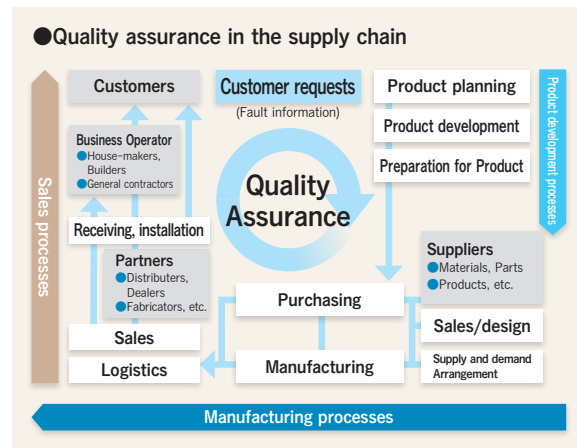 ●Quality assurance in the supply chain
Customers
Customer requests
(Fault information)
Product planning
Product development
Preparation for Product
Product development processes
Business Operator
●House-makers,
Builders
●General contractors
Quality
Assurance
Sales processes
Receiving, installation
Partners
●Distributers,
Dealers
●Fabricators, etc.
Suppliers
●Materials, Parts
●Products, etc.
Purchasing
Sales/design
Sales
Logistics
Manufacturing
Supply and demand
Arrangement
Manufacturing processes